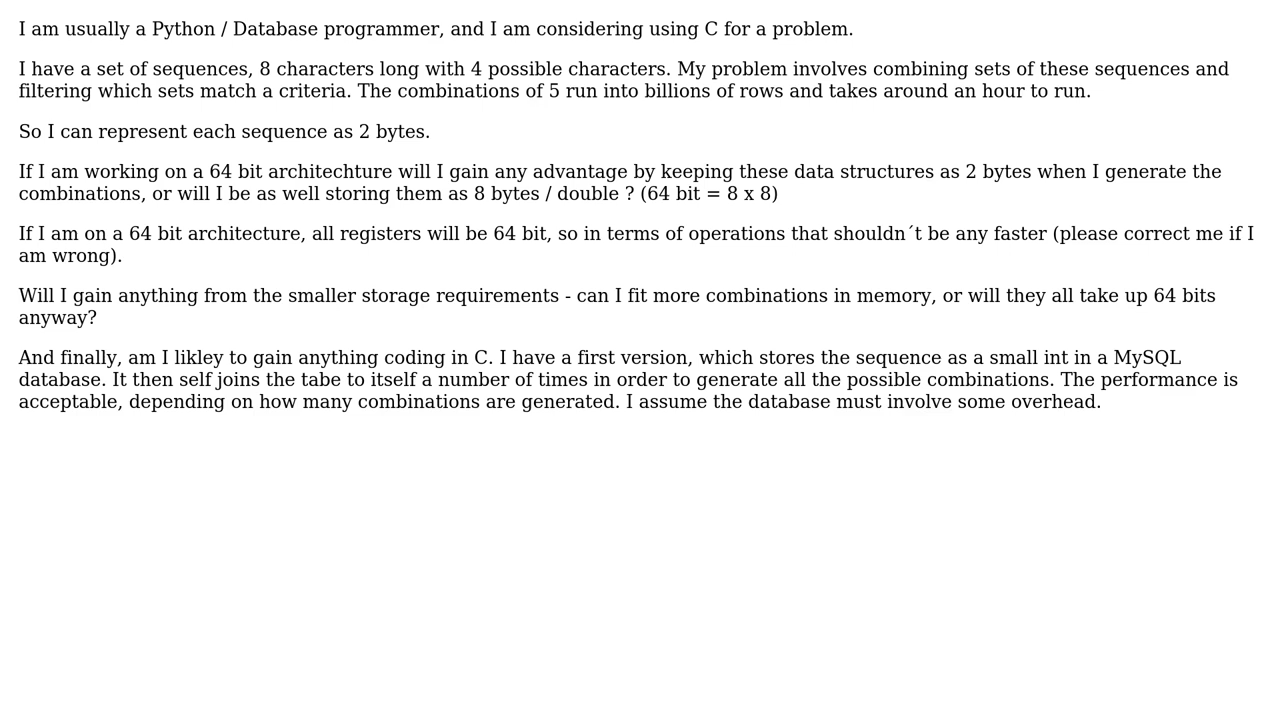 I am usually a Python / Database programmer, and I am considering using C for a problem.
I have a set of sequences, 8 characters long with 4 possible characters. My problem involves combining sets of these sequences and
filtering which sets match a criteria. The combinations of 5 run into billions of rows and takes around an hour to run.
So I can represent each sequence as 2 bytes.
If I am working on a 64 bit architechture will I gain any advantage by keeping these data structures as 2 bytes when I generate the
combinations, or will I be as well storing them as 8 bytes / double ? (64 bit = 8 x 8)
If I am on a 64 bit architecture, all registers will be 64 bit, so in terms of operations that shouldn´t be any faster (please correct me if I
am wrong).
Will I gain anything from the smaller storage requirements - can I fit more combinations in memory, or will they all take up 64 bits
anyway?
And finally, am I likley to gain anything coding in C. I have a first version, which stores the sequence as a small int in a MySQL
database. It then self joins the tabe to itself a number of times in order to generate all the possible combinations. The performance is
acceptable, depending on how many combinations are generated. I assume the database must involve some overhead.